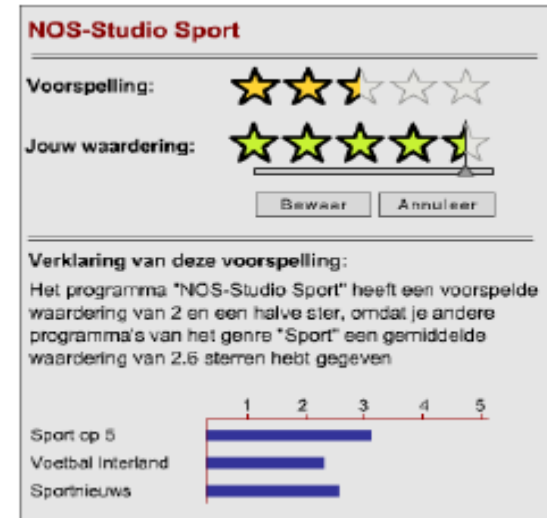 NOS-Studio Sport
Voorspelling:
Jouw waardering:
Bewaar Annuleer
Verklaring van deze voorspelling:
Het programma "NOS-Studio Sport" heeft een voorspelde
waardering van 2 en een halve ster, omdat je andere
programma's van het genre "Sport" een gemiddelde
waardering van 2.6 sterren hebt gegeven
1 2 3 4 5
Sport op 5
Voetbal Interland
Sportnieuws